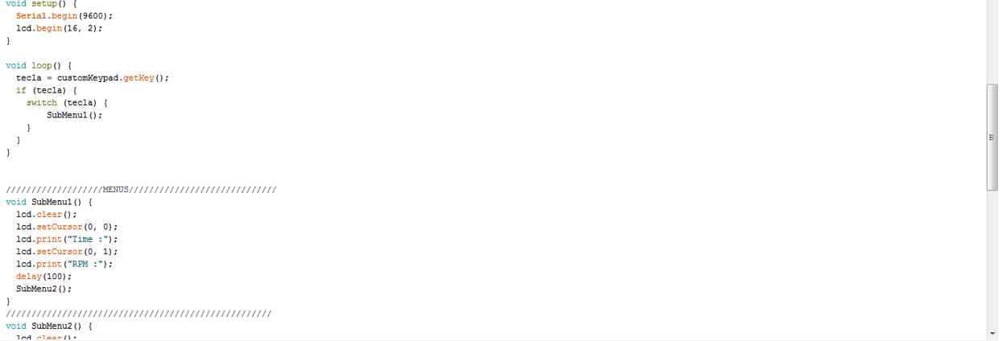 void setup() {
  Serial.begin(9600);
  lcd.begin(16, 2);
}

void loop() {
  tecla = customKeypad.getKey();
  if (tecla) {
    switch (tecla) {
        SubMenu1();
    }
  }
}

///////////////////MENUS/////////////////////////////
void SubMenu1() {
  lcd.clear();
  lcd.setCursor(0, 0);
  lcd.print("Time :");
  lcd.setCursor(0, 1);
  lcd.print("RPM :");
  delay(100);
  SubMenu2();
}
////////////////////////////////////////////////////
void SubMenu2() {
  lcd.clear();